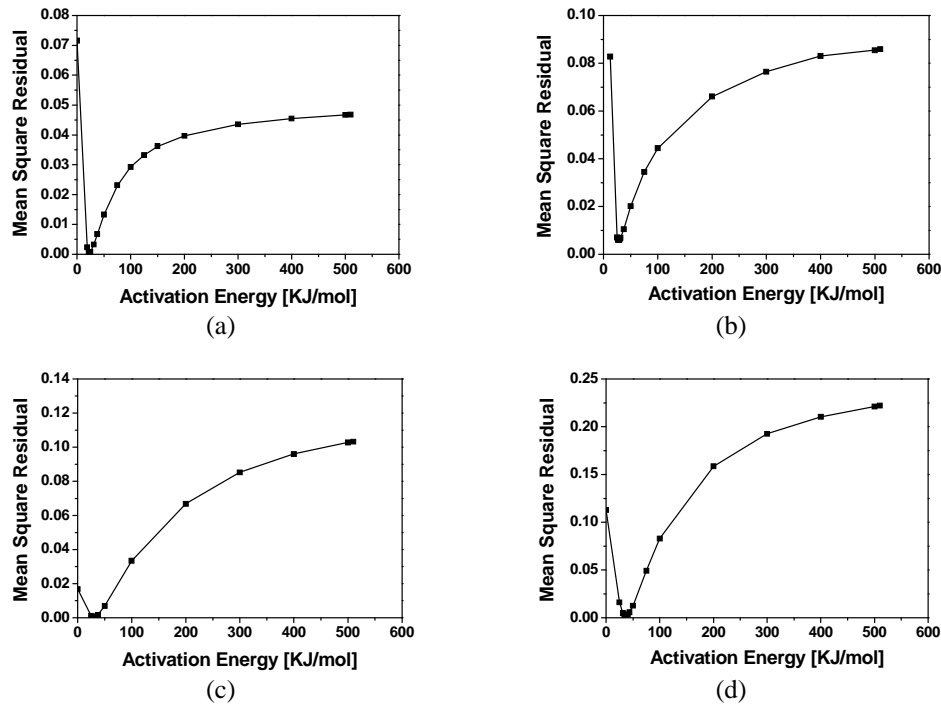 0.08
0.07
0.06
0.05
0.04
0.03
0.02
0.01
0.00
Mean Square Residual
0 100 200 300 400 500 600
Activation Energy [KJ/mol]
(a)
0.10
0.08
0.06
0.04
0.02
0.00
Mean Square Residual
0 100 200 300 400 500 600
Activation Energy [KJ/mol]
(b)
0.14
0.12
0.10
0.08
0.06
0.04
0.02
0.00
Mean Square Residual
0 100 200 300 400 500 600
Activation Energy [KJ/mol]
(c)
0.25
0.20
0.15
0.10
0.05
0.00
Mean Square Residual
0 100 200 300 400 500 600
Activation Energy [KJ/mol]
(d)